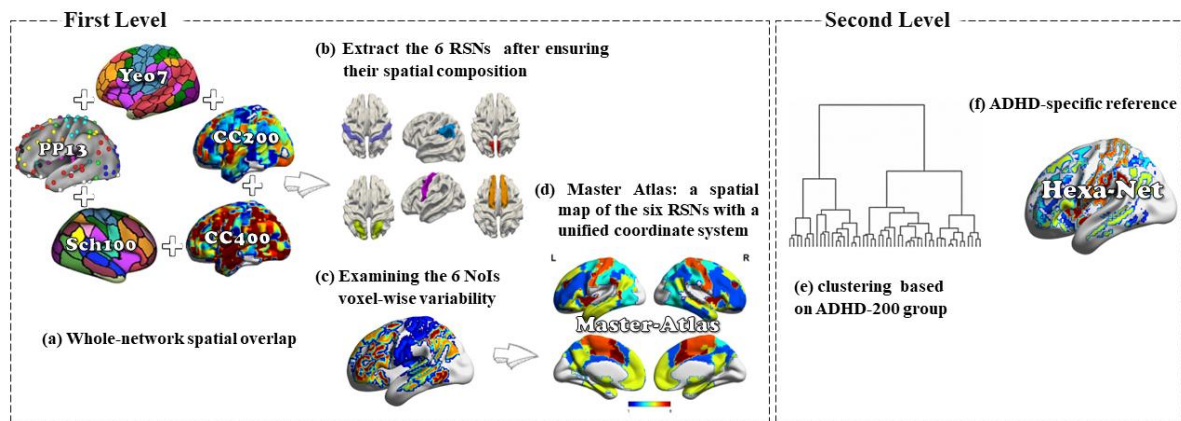 First Level
Second Level
(b) Extract the 6 RSNs after ensuring
their spatial composition
Yeo7
PP13
CC200
Sch100
CC400
(a) Whole-network spatial overlap
(c) Examining the 6 NoIs
voxel-wise variability
(d) Master Atlas: a spatial
map of the six RSNs with a
unified coordinate system
L
R
Master-Atlas
(e) clustering based
on ADHD-200 group
(f) ADHD-specific reference
Hexa-Net